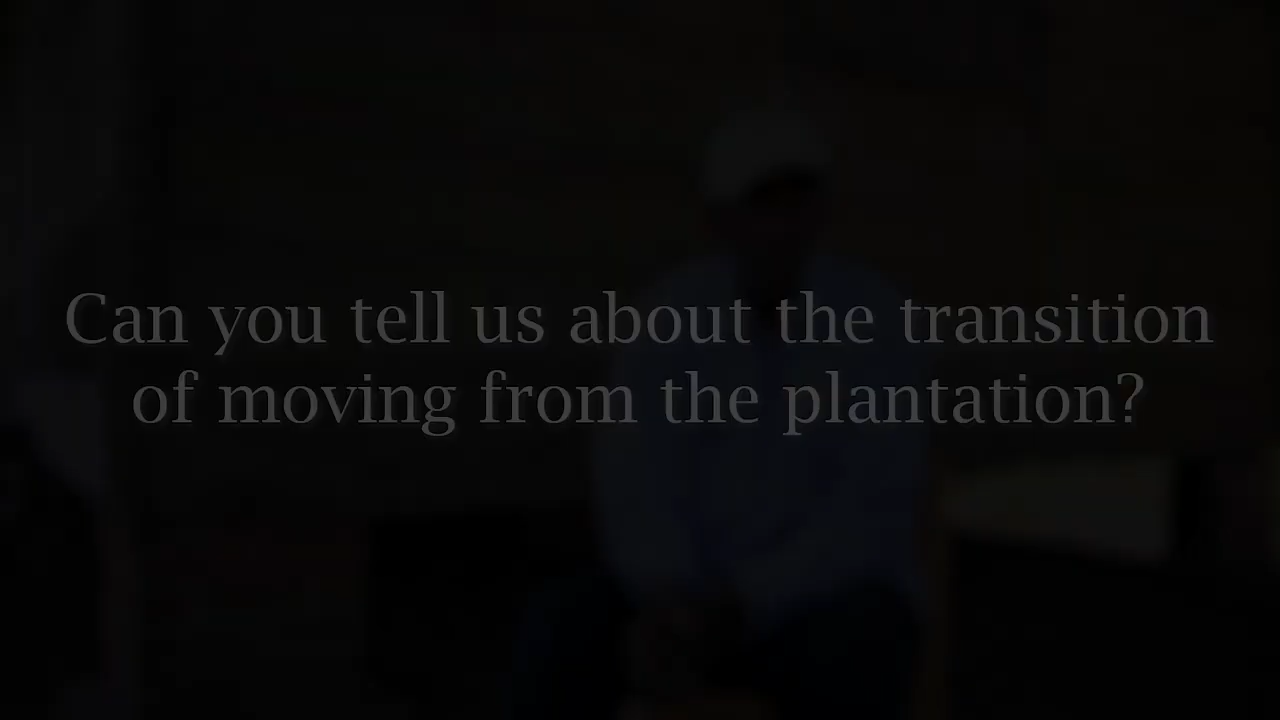 Can you tell us about the transition
of moving from the plantation?